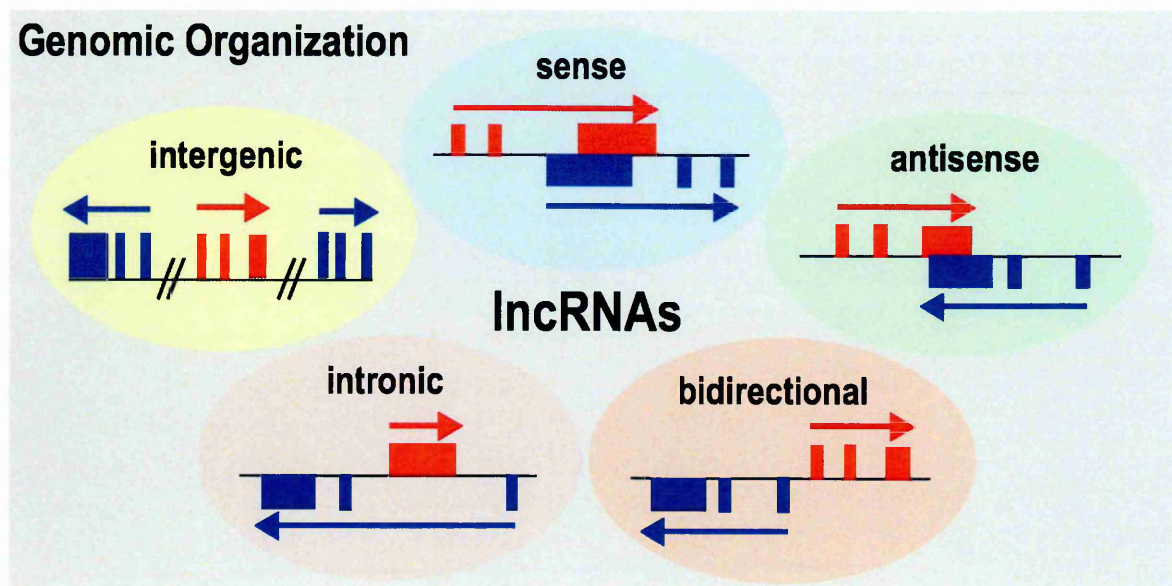 Genomic Organization
sense
intergenic
antisense
lncRNAs
intronic
bidirectional